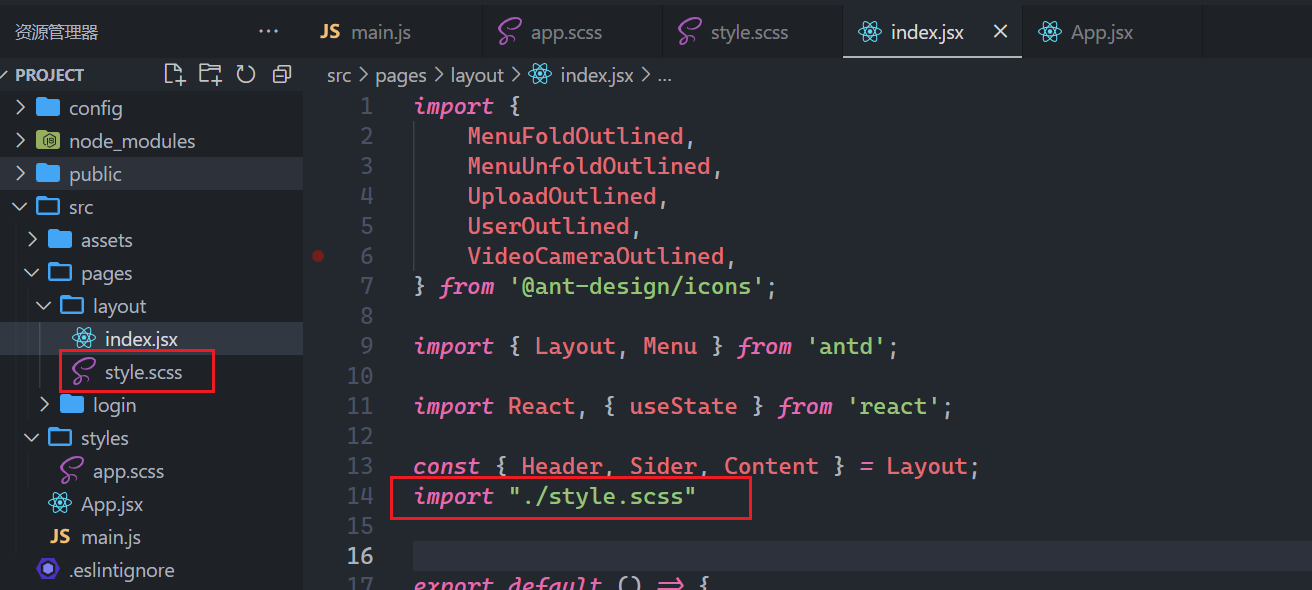 资源管理器 ···
JS main.js
app.scss
style.scss
index.jsx
App.jsx
PROJECT
config
node_modules
public
src
assets
pages
layout
index.jsx
style.scss
login
styles
app.scss
App.jsx
JS main.js
.eslintignore
src > pages > layout > index.jsx > ...
1 import {
2 MenuFoldOutlined,
3 MenuUnfoldOutlined,
4 UploadOutlined,
5 UserOutlined,
6 VideoCameraOutlined,
7 } from '@ant-design/icons';
8
9 import { Layout, Menu } from 'antd';
10
11 import React, { useState } from 'react';
12
13 const { Header, Sider, Content } = Layout;
14 import "./style.scss"
15
16
17 export default () => {